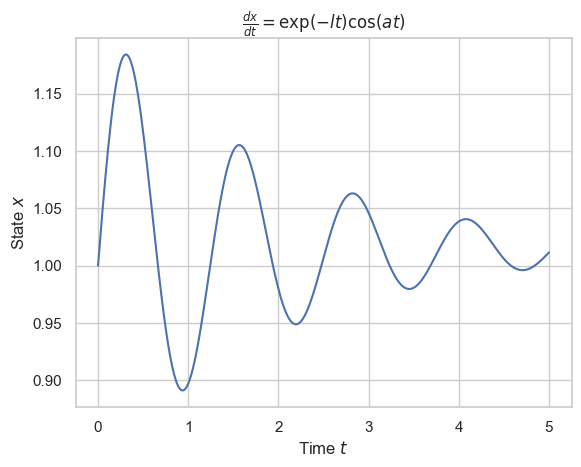 $\frac{dx}{dt} = \exp(-lt)\cos(at)$
1.15
1.10
1.05
1.00
0.95
0.90
State $x$
0 1 2 3 4 5
Time $t$